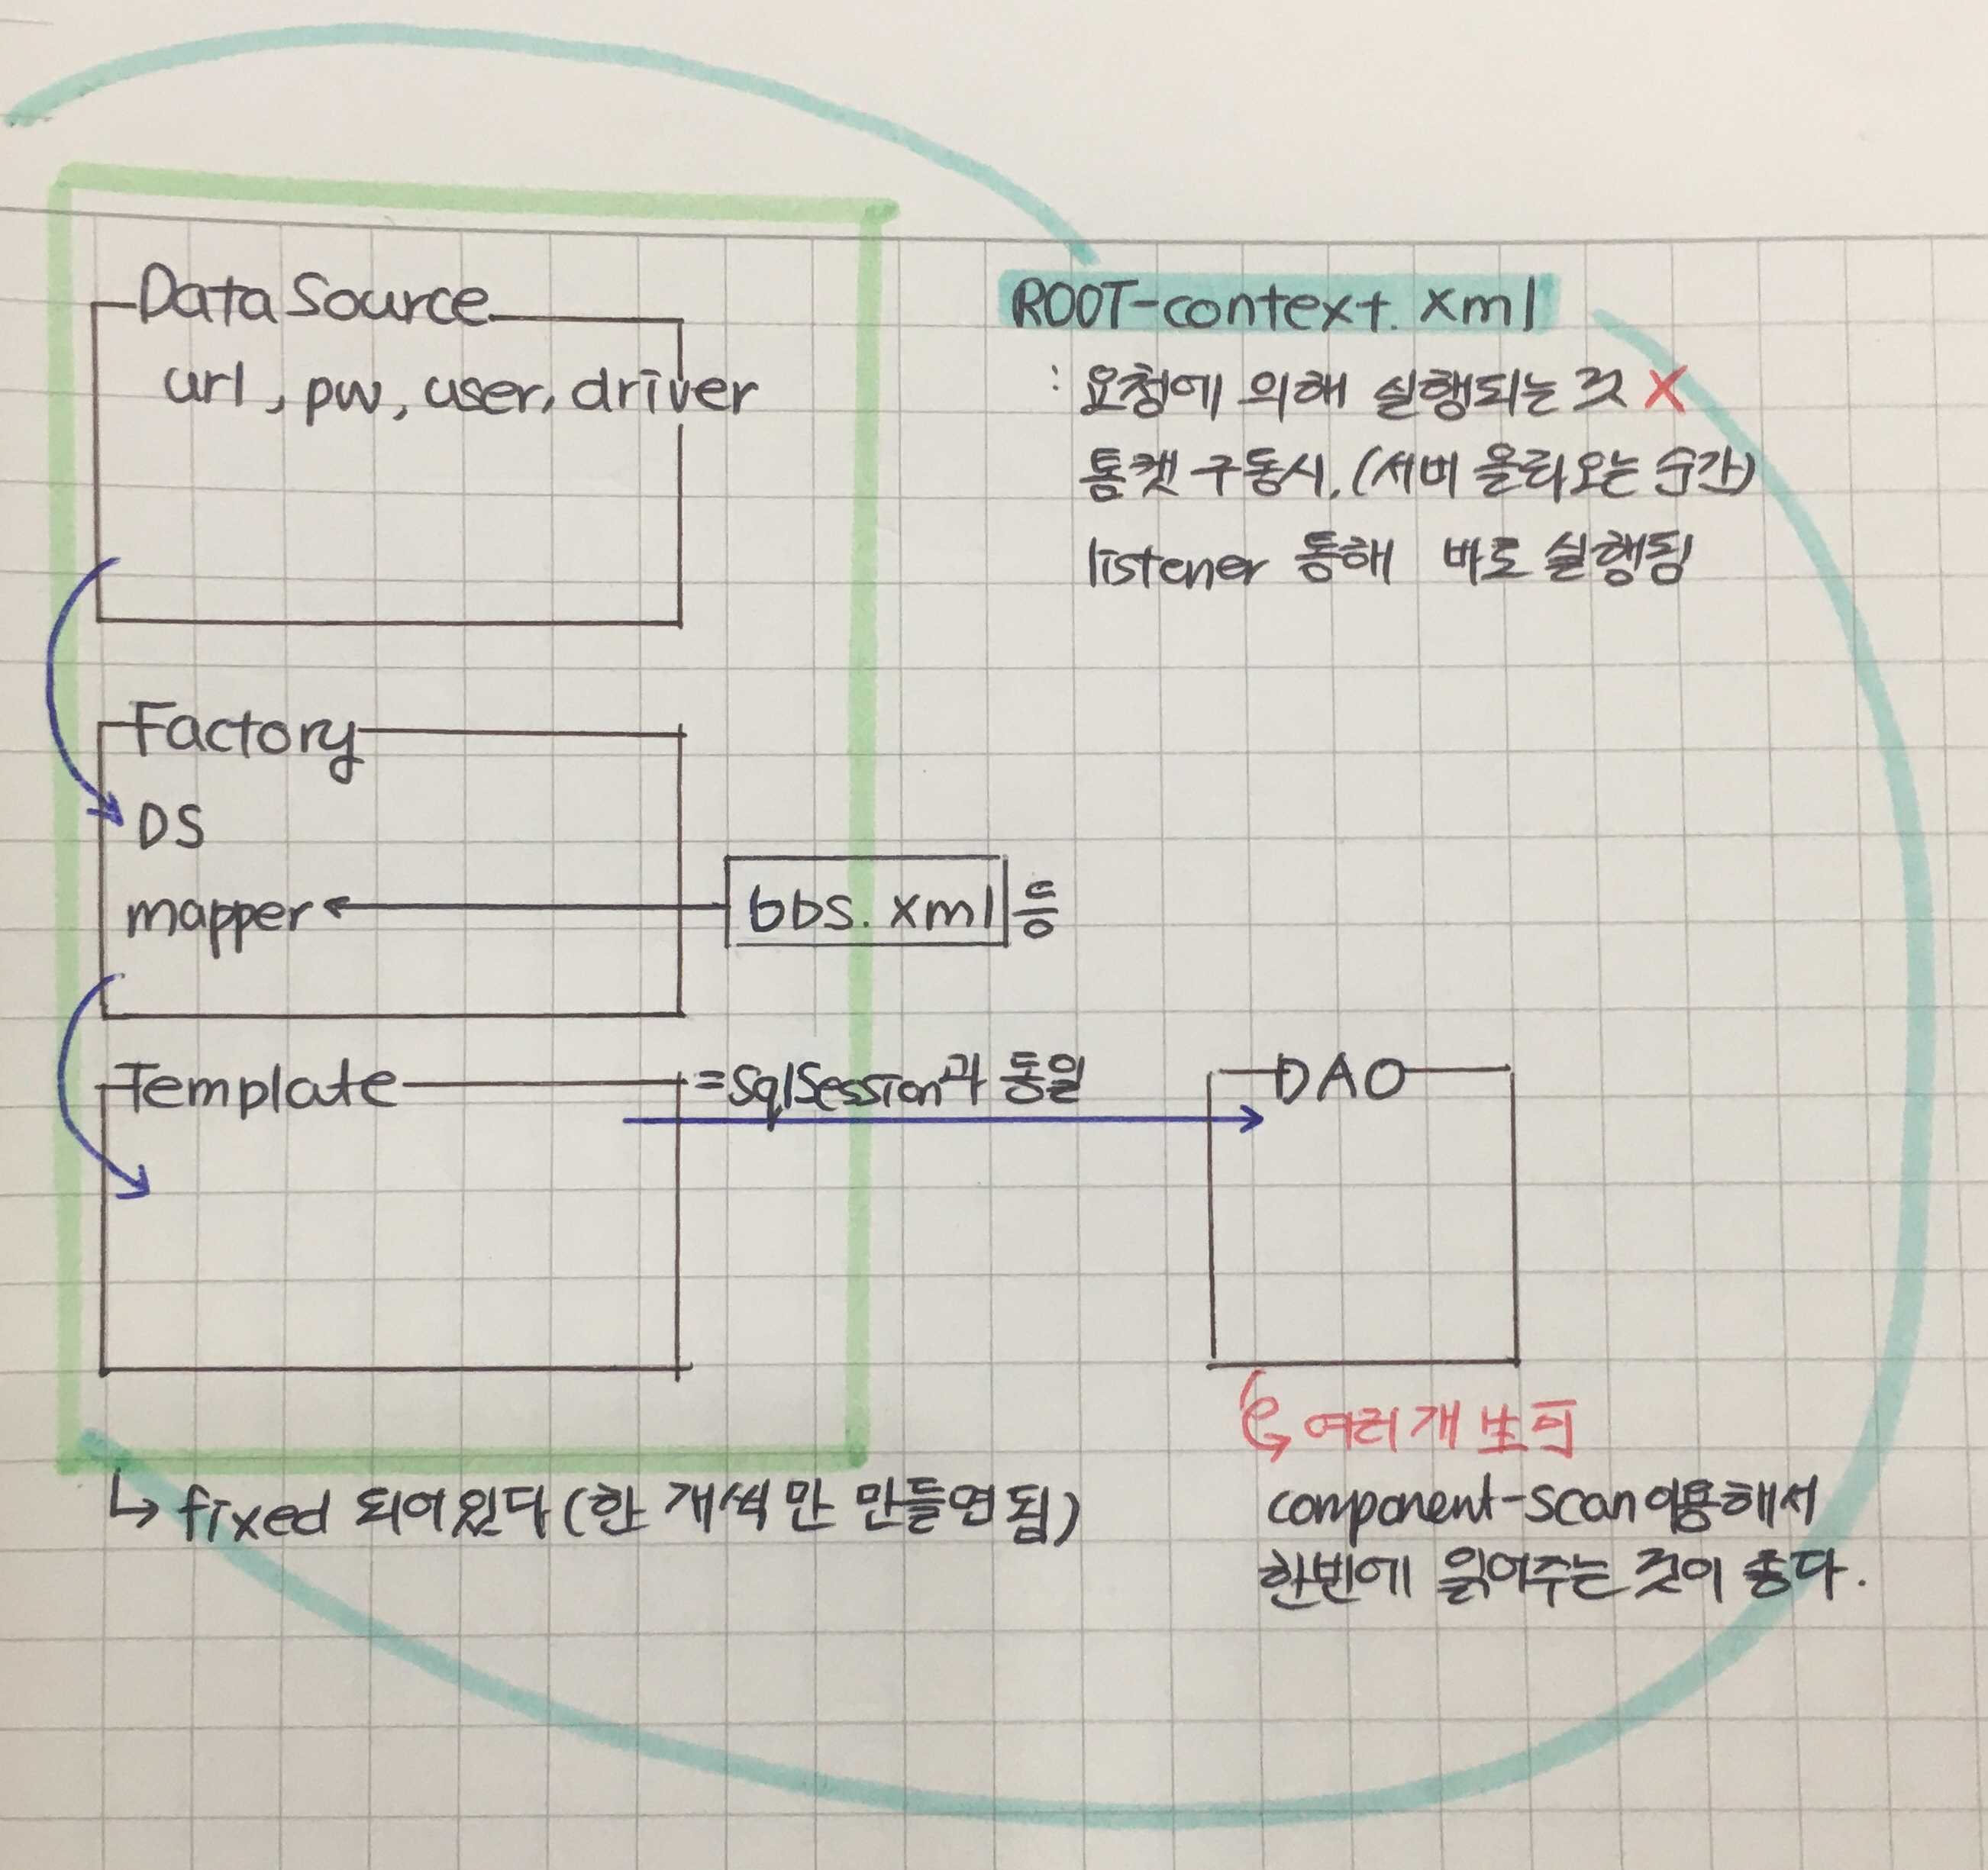 DataSource
url, pw, user, driver
ROOT-context.xml
: 요청에 의해 실행되는 것 X
톰켓 구동시, (서버 올라오는 순간)
listener 통해 바로 실행됨
Factory
DS
mapper
bbs.xml 등
Template
=SqlSession과 동일
DAO
여러개 生可
component-scan 이용해서
한번에 읽어주는 것이 좋다.
fixed 되어있다 (한 개씩만 만들면 됨)